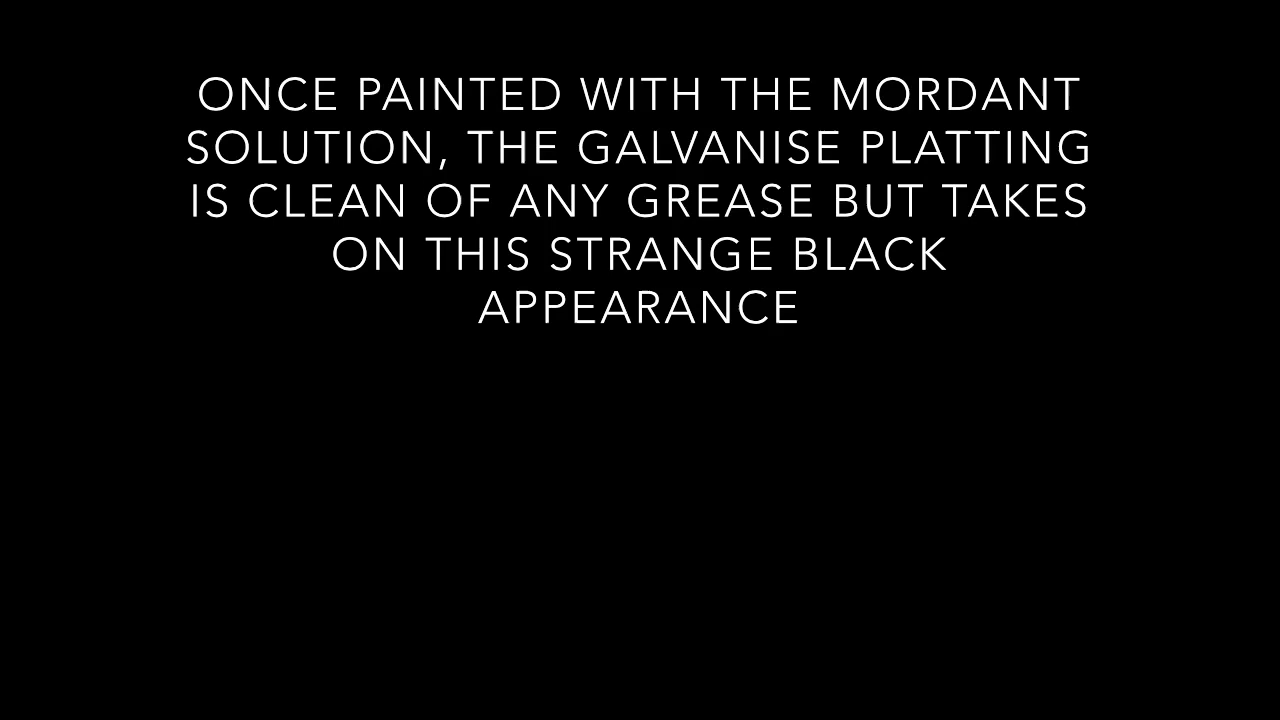 ONCE PAINTED WITH THE MORDANT
SOLUTION, THE GALVANISE PLATTING
IS CLEAN OF ANY GREASE BUT TAKES
ON THIS STRANGE BLACK
APPEARANCE